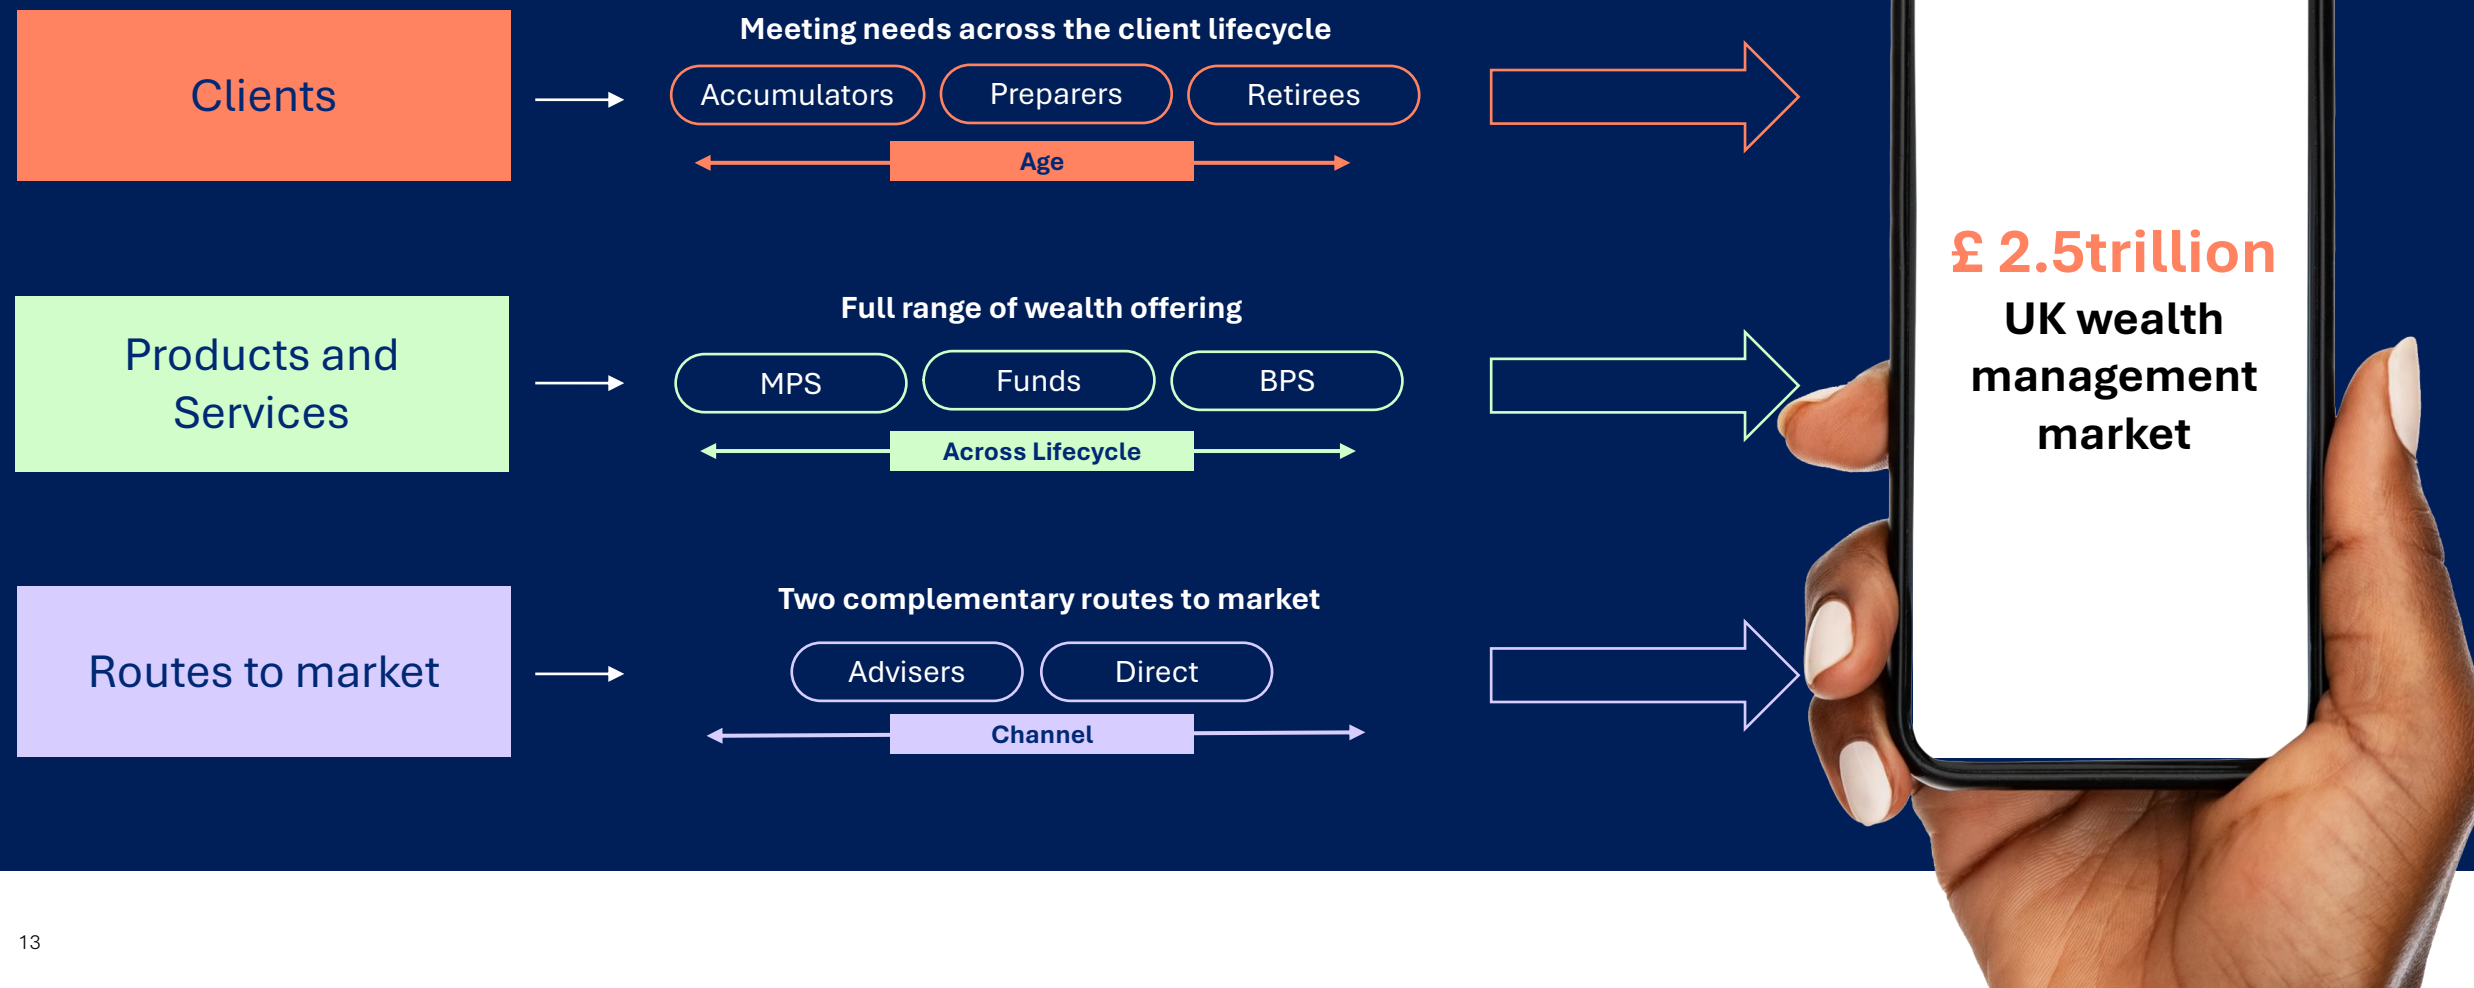 Meeting needs across the client lifecycle
Clients
Accumulators
Preparers
Retirees
Age
Full range of wealth offering
Products and
Services
MPS
Funds
BPS
Across Lifecycle
Two complementary routes to market
Routes to market
Advisers
Direct
Channel
£ 2.5trillion
UK wealth
management
market
13